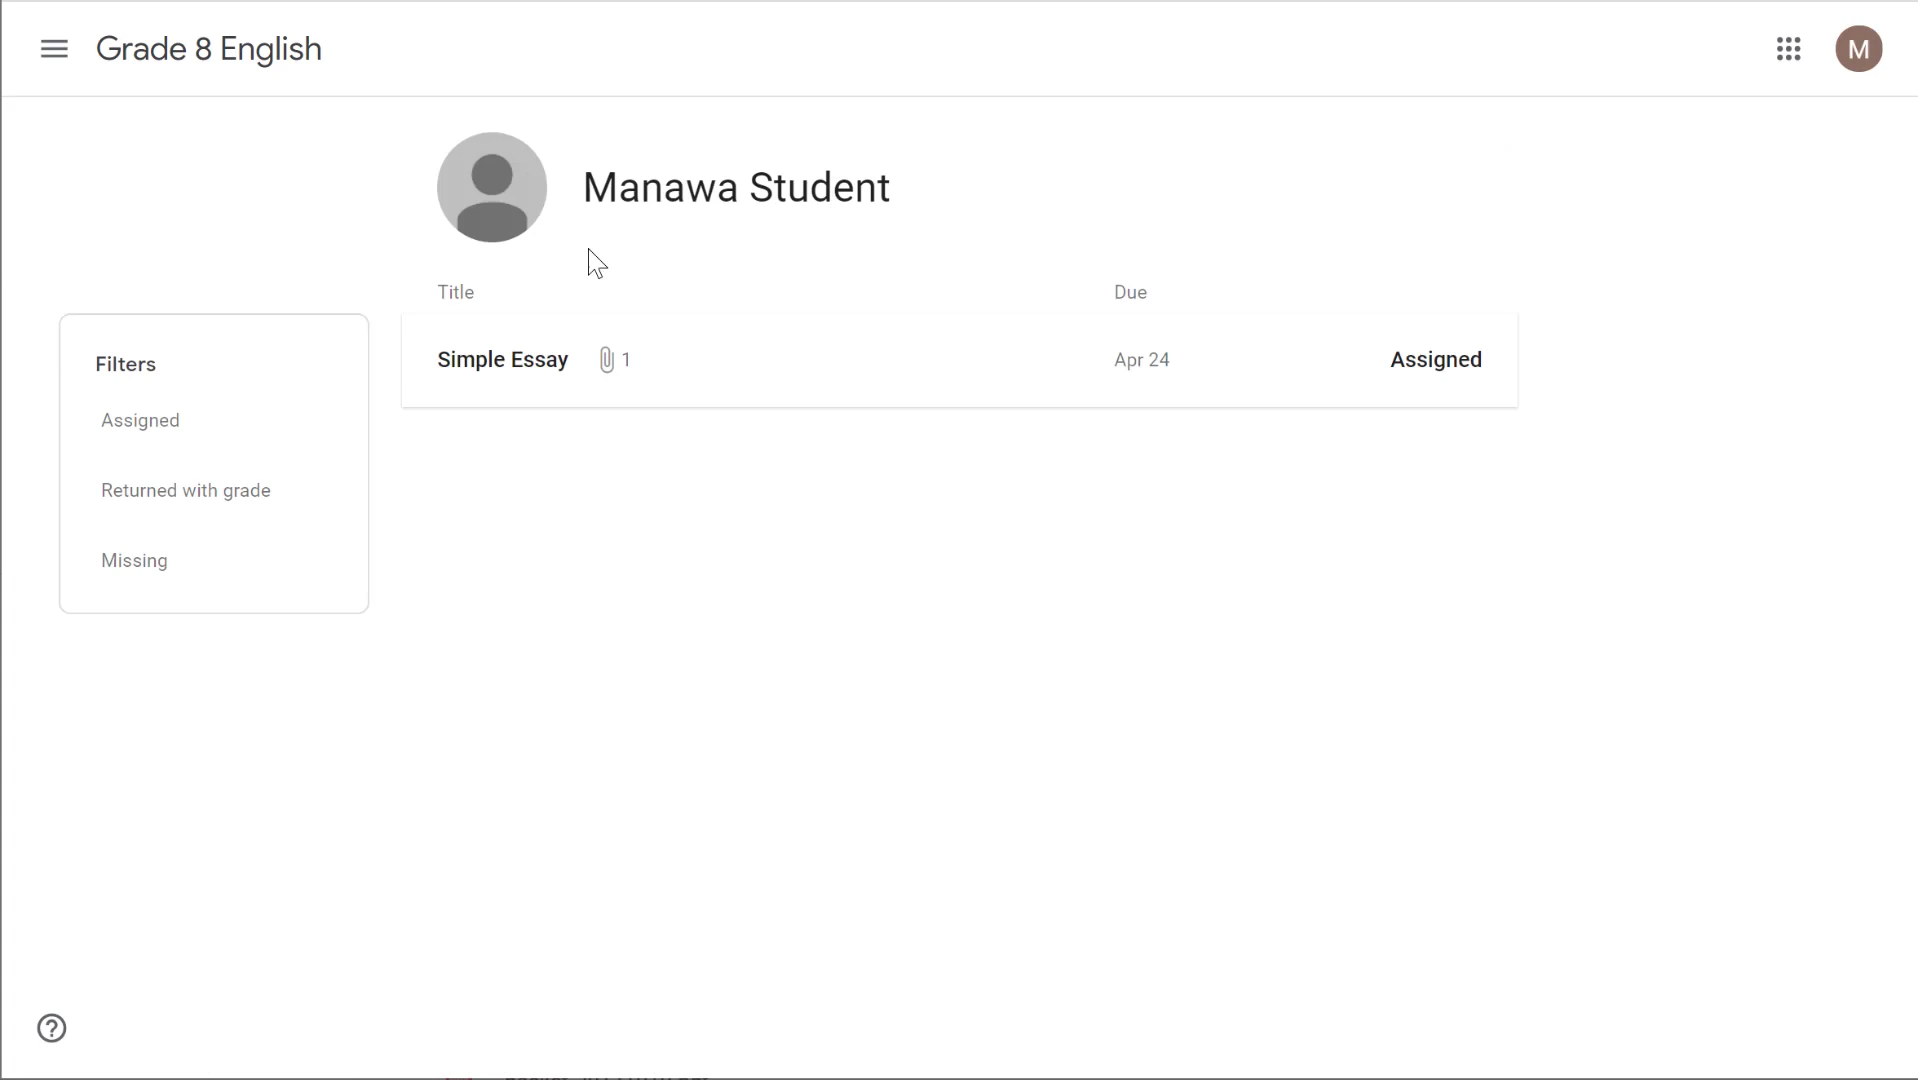 Grade 8 English
M
Manawa Student
Title Due
Simple Essay 1 Apr 24 Assigned
Filters
Assigned
Returned with grade
Missing
?